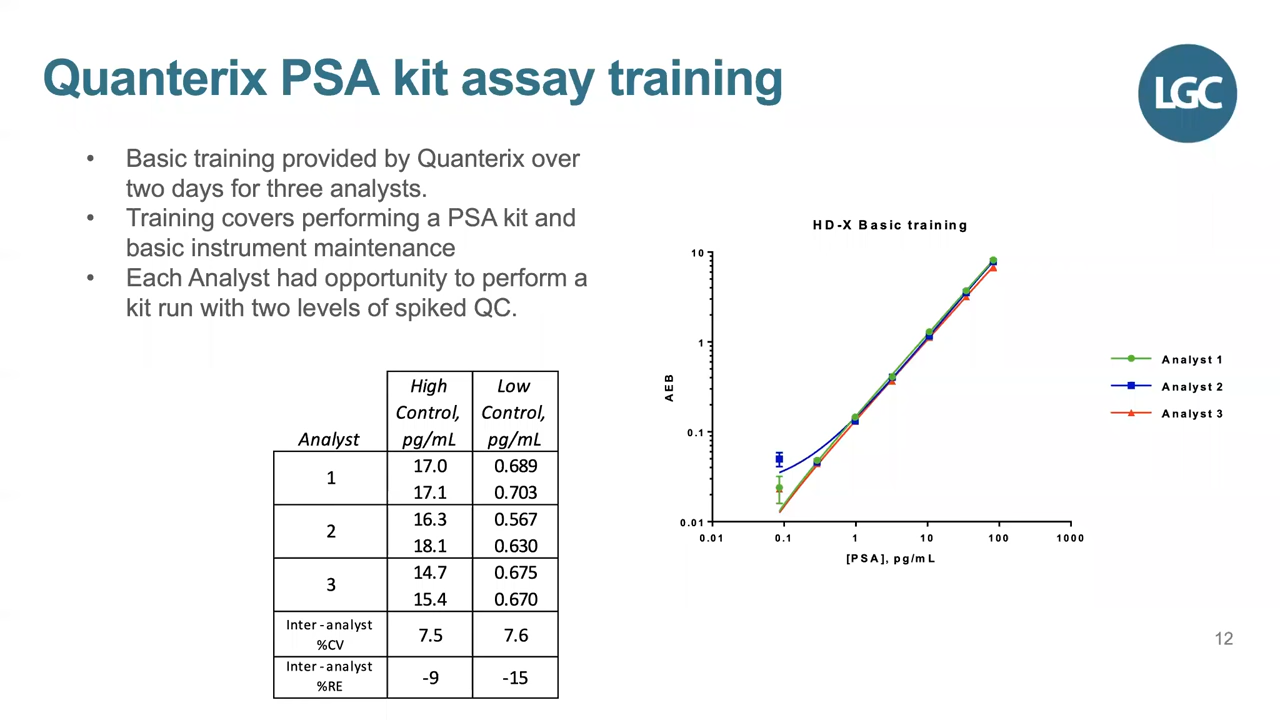 Quanterix PSA kit assay training
LGC
• Basic training provided by Quanterix over
two days for three analysts.
• Training covers performing a PSA kit and
basic instrument maintenance
• Each Analyst had opportunity to perform a
kit run with two levels of spiked QC.
Analyst
High
Control,
pg/mL
Low
Control,
pg/mL
1
17.0 0.689
17.1 0.703
2
16.3 0.567
18.1 0.630
3
14.7 0.675
15.4 0.670
Inter-analyst
%CV
7.5 7.6
Inter-analyst
%RE
-9 -15
HD-X Basic training
10
1
0.1
0.01
AEB
0.01 0.1 1 10 100 1000
[PSA], pg/mL
Analyst 1
Analyst 2
Analyst 3
12